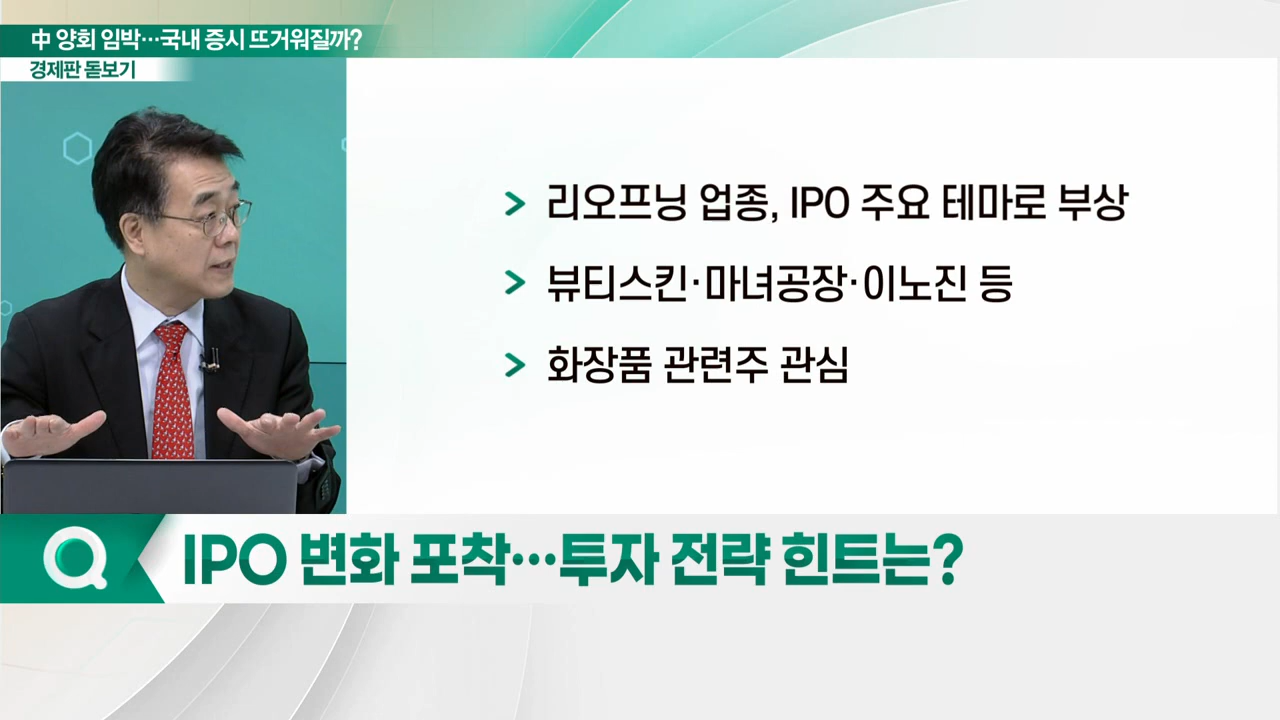 中 양회 임박…국내 증시 뜨거워질까?
경제판 돋보기
> 리오프닝 업종, IPO 주요 테마로 부상
> 뷰티스킨·마녀공장·이노진 등
> 화장품 관련주 관심
IPO 변화 포착…투자 전략 힌트는?